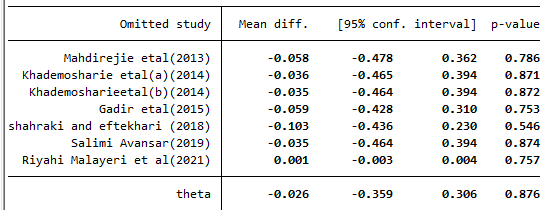 Omitted study Mean diff. [95% conf. interval] p-value
Mahdirejie etal(2013) -0.058 -0.478 0.362 0.786
Khademosharie etal(a)(2014) -0.036 -0.465 0.394 0.871
Khademosharieetal(b)(2014) -0.035 -0.464 0.394 0.872
Gadir etal(2015) -0.059 -0.428 0.310 0.753
shahraki and eftekhari (2018) -0.103 -0.436 0.230 0.546
Salimi Avansar(2019) -0.035 -0.464 0.394 0.874
Riyahi Malayeri et al(2021) 0.001 -0.003 0.004 0.757
theta -0.026 -0.359 0.306 0.876